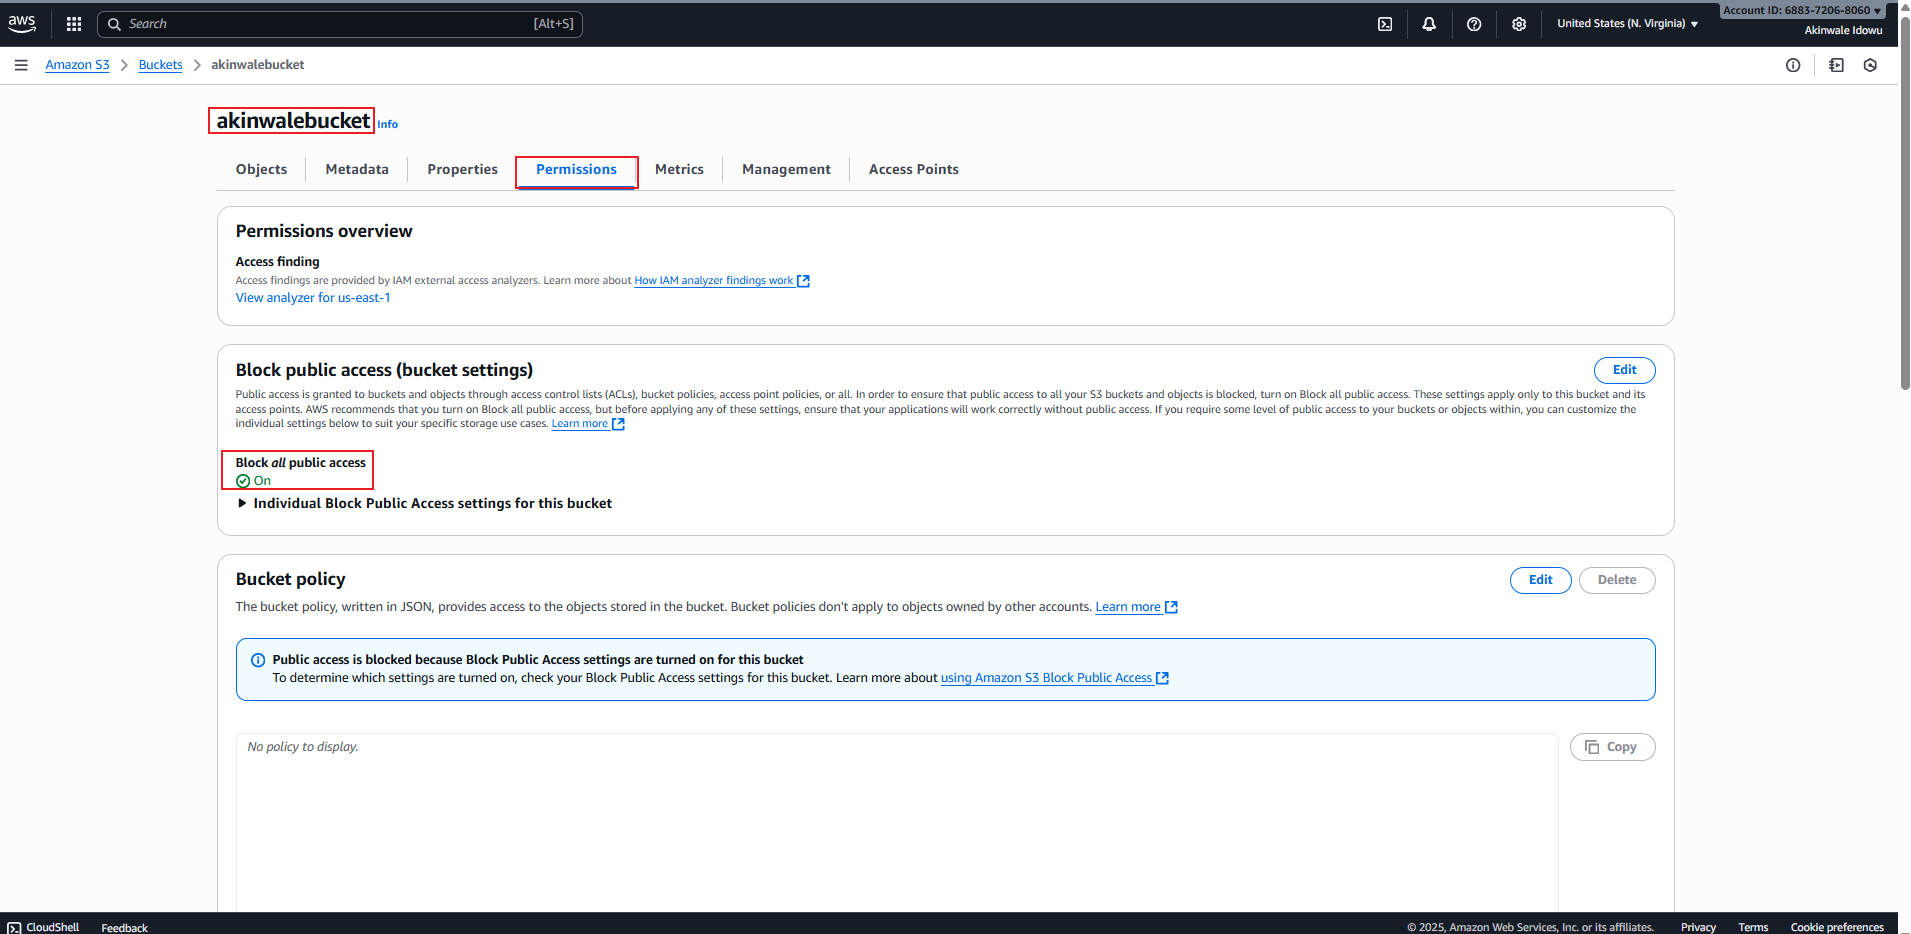 aws
Search
[Alt+S]
United States (N. Virginia)
Account ID: 6883-7206-8060
Akinwale Idowu
Amazon S3 > Buckets > akinwalebucket
akinwalebucket Info
Objects
Metadata
Properties
Permissions
Metrics
Management
Access Points
Permissions overview
Access finding
Access findings are provided by IAM external access analyzers. Learn more about How IAM analyzer findings work
View analyzer for us-east-1
Block public access (bucket settings)
Edit
Public access is granted to buckets and objects through access control lists (ACLs), bucket policies, access point policies, or all. In order to ensure that public access to all your S3 buckets and objects is blocked, turn on Block all public access. These settings apply only to this bucket and its
access points. AWS recommends that you turn on Block all public access, but before applying any of these settings, ensure that your applications will work correctly without public access. If you require some level of public access to your buckets or objects within, you can customize the
individual settings below to suit your specific storage use cases. Learn more
Block all public access
On
Individual Block Public Access settings for this bucket
Bucket policy
Edit
Delete
The bucket policy, written in JSON, provides access to the objects stored in the bucket. Bucket policies don't apply to objects owned by other accounts. Learn more
Public access is blocked because Block Public Access settings are turned on for this bucket
To determine which settings are turned on, check your Block Public Access settings for this bucket. Learn more about using Amazon S3 Block Public Access
No policy to display.
Copy
CloudShell
Feedback
© 2025, Amazon Web Services, Inc. or its affiliates.
Privacy
Terms
Cookie preferences